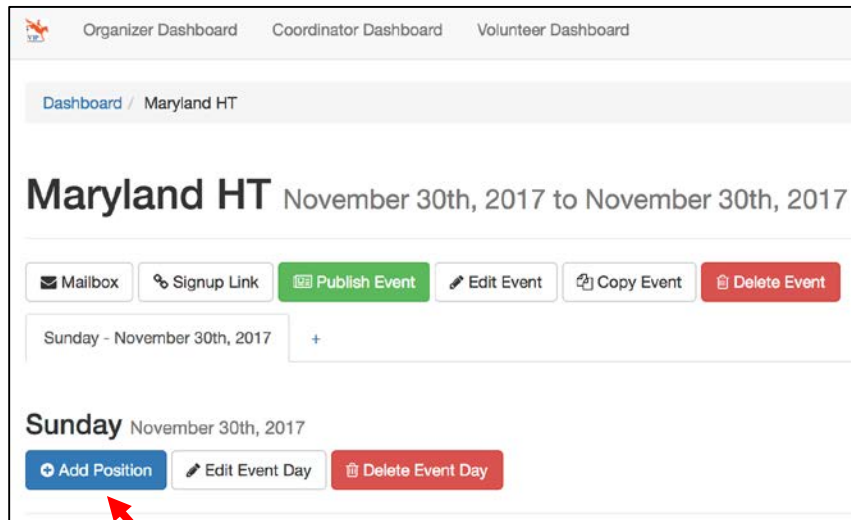 VIP Organizer Dashboard Coordinator Dashboard Volunteer Dashboard
Dashboard / Maryland HT
Maryland HT November 30th, 2017 to November 30th, 2017
Mailbox Signup Link Publish Event Edit Event Copy Event Delete Event
Sunday - November 30th, 2017 +
Sunday November 30th, 2017
Add Position Edit Event Day Delete Event Day